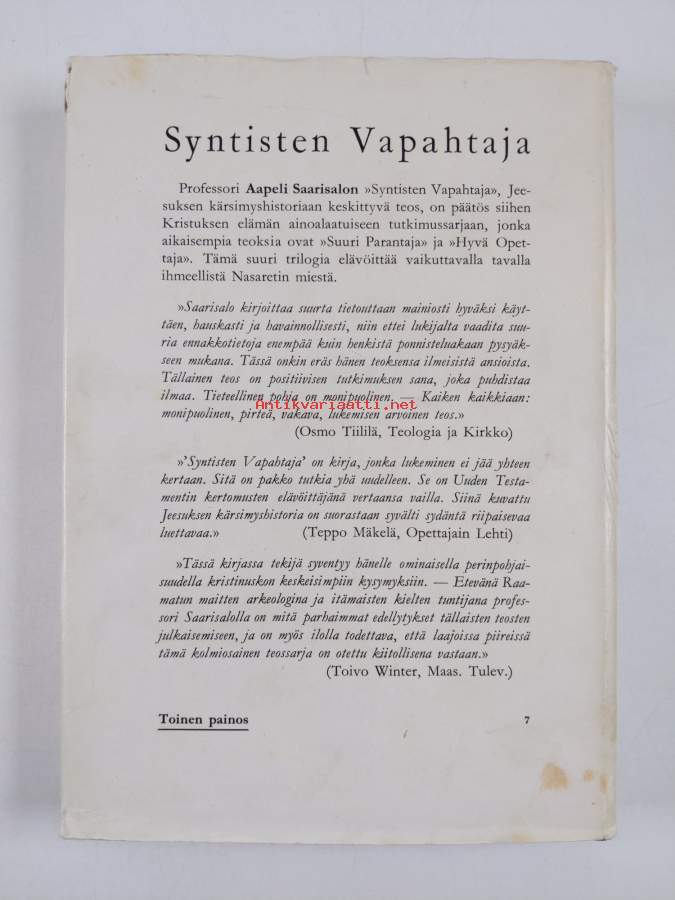 Syntisten Vapahtaja
Professori Aapeli Saarisalon »Syntisten Vapahtaja», Jee-
suksen kärsimyshistoriaan keskittyvä teos, on päätös siihen
Kristuksen elämän ainoalaatuiseen tutkimussarjaan, jonka
aikaisempia teoksia ovat »Suuri Parantaja» ja »Hyvä Opet-
taja». Tämä suuri trilogia elävöittää vaikuttavalla tavalla
ihmeellistä Nasaretin miestä.
»Saarisalo kirjoittaa suurta tietouttaan mainiosti hyväksi käyt-
täen, hauskasti ja havainnollisesti, niin ettei lukijalta vaadita suu-
ria ennakkotietoja enempää kuin henkistä ponnisteluakaan pysyäk-
seen mukana. Tässä onkin eräs hänen teoksensa ilmeisistä ansioista.
Tällainen teos on positiivisen tutkimuksen sana, joka puhdistaa
ilmaa. Tieteellinen pohja on monipuolinen. — Kaiken kaikkiaan:
Antikvariaatti.net
monipuolinen, pirteä, vakava, lukemisen arvoinen teos.»
(Osmo Tiililä, Teologia ja Kirkko)
»'Syntisten Vapahtaja' on kirja, jonka lukeminen ei jää yhteen
kertaan. Sitä on pakko tutkia yhä uudelleen. Se on Uuden Testa-
mentin kertomusten elävöittäjänä vertaansa vailla. Siinä kuvattu
Jeesuksen kärsimyshistoria on suorastaan syvälti sydäntä riipaisevaa
luettavaa.» (Teppo Mäkelä, Opettajain Lehti)
»Tässä kirjassa tekijä syventyy hänelle ominaisella perinpohjai-
suudella kristinuskon keskeisimpiin kysymyksiin. — Etevänä Raa-
matun maitten arkeologina ja itämaisten kielten tuntijana profes-
sori Saarisalolla on mitä parhaimmat edellytykset tällaisten teosten
julkaisemiseen, ja on myös ilolla todettava, että laajoissa piireissä
tämä kolmiosainen teossarja on otettu kiitollisena vastaan.»
(Toivo Winter, Maas. Tulev.)
Toinen painos 7